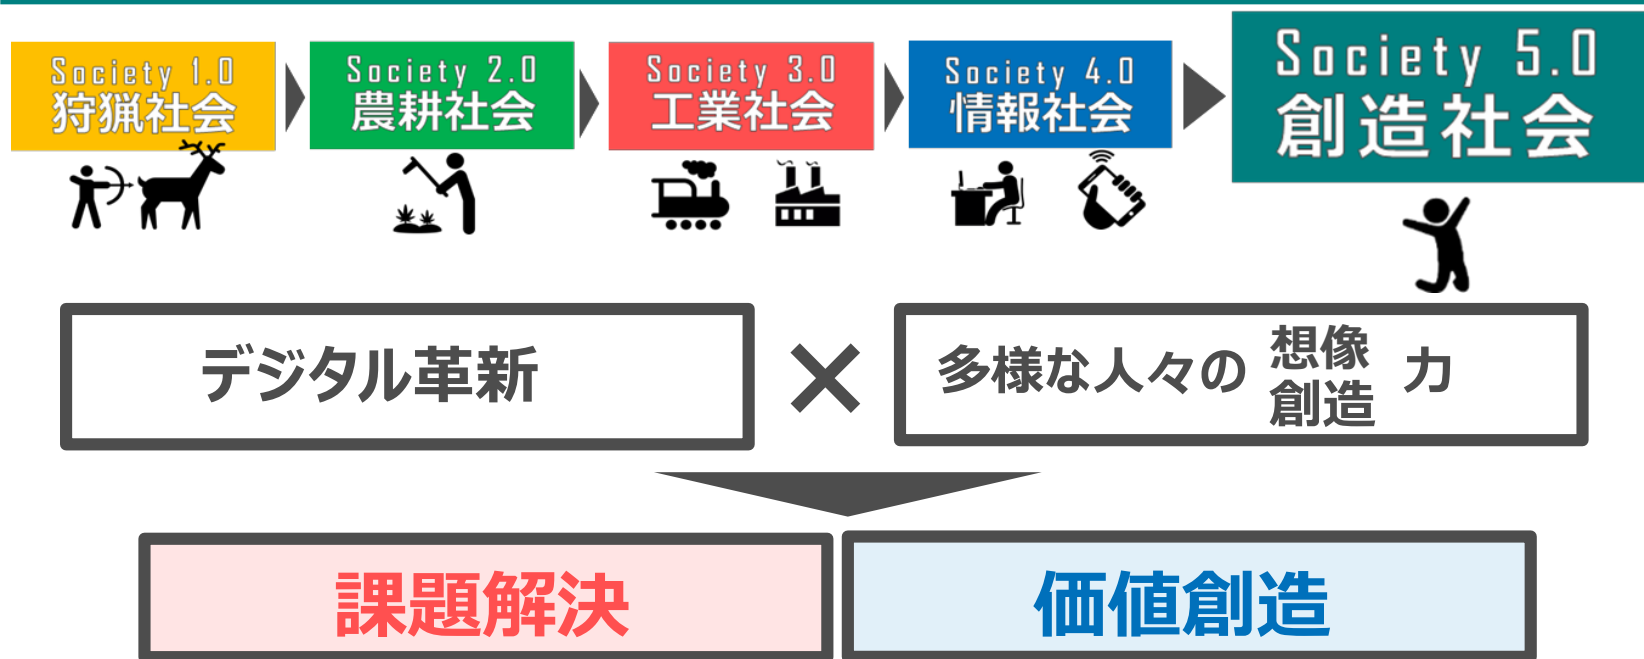 Society 1.0
狩猟社会
Society 2.0
農耕社会
Society 3.0
工業社会
Society 4.0
情報社会
Society 5.0
創造社会
デジタル革新
×
多様な人々の 想像 力
創造
課題解決
価値創造